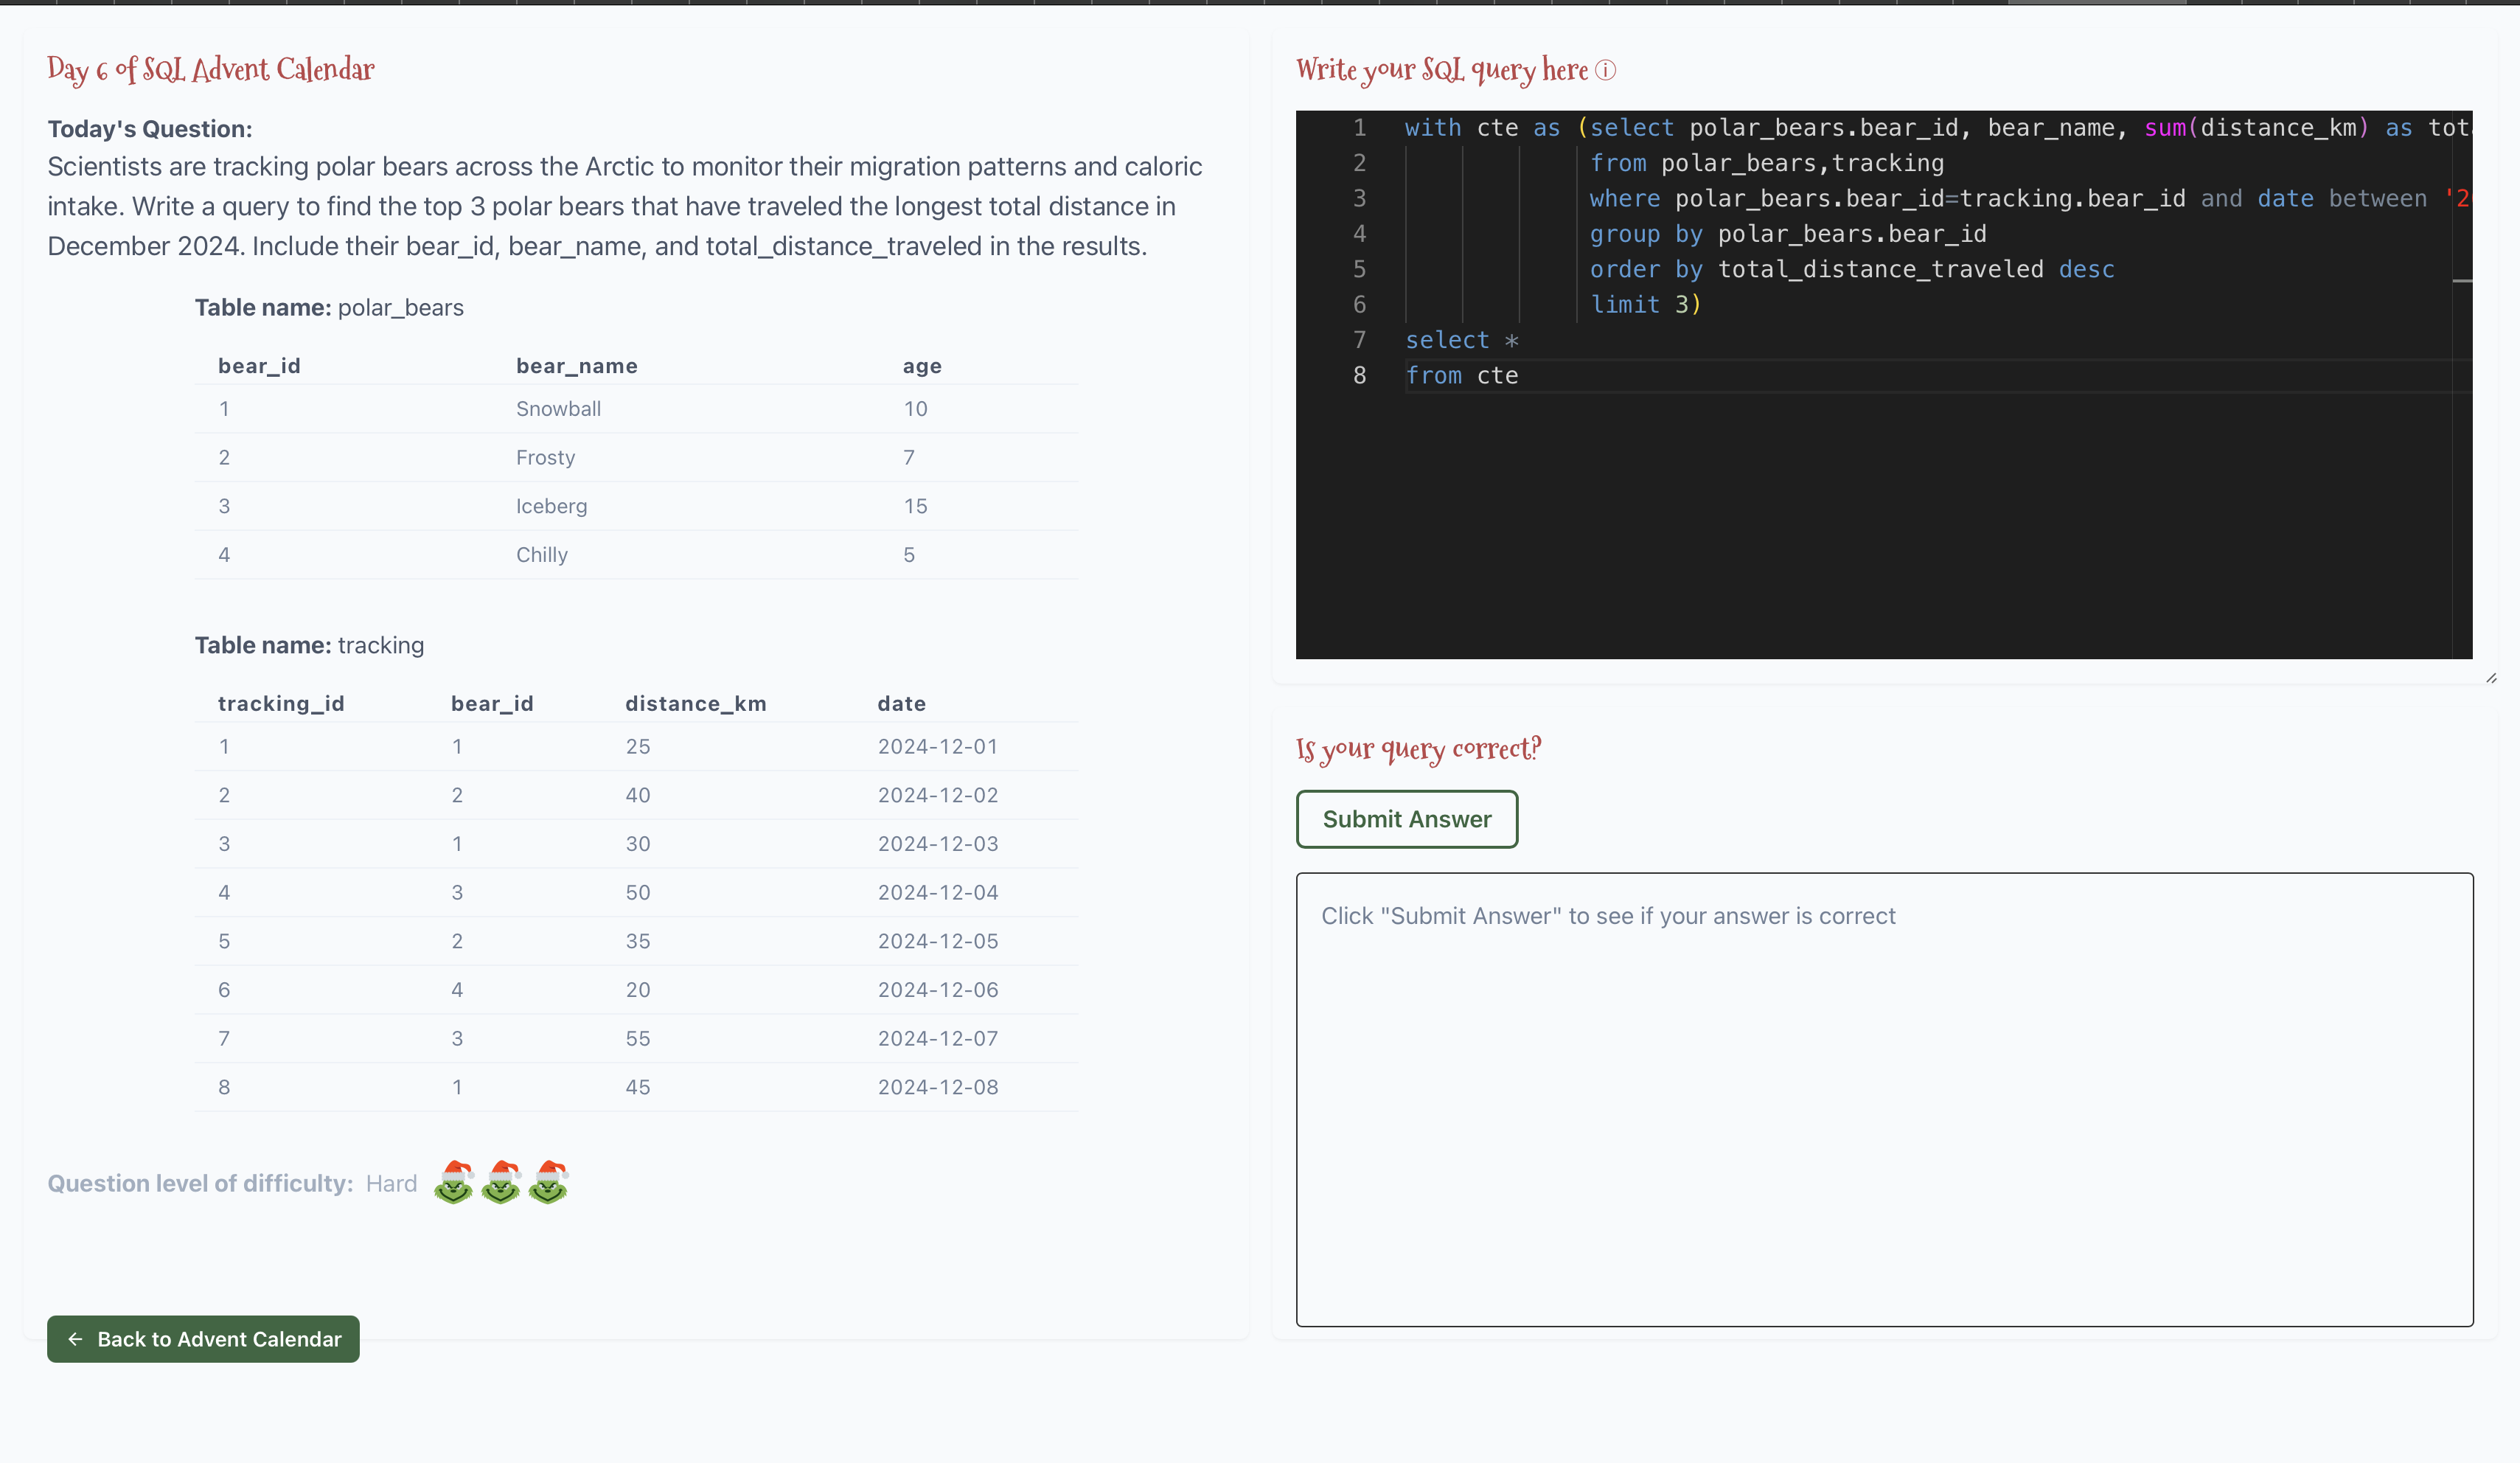 Day 6 of SQL Advent Calendar
Today's Question:
Scientists are tracking polar bears across the Arctic to monitor their migration patterns and caloric
intake. Write a query to find the top 3 polar bears that have traveled the longest total distance in
December 2024. Include their bear_id, bear_name, and total_distance_traveled in the results.
Table name: polar_bears
bear_id bear_name age
1 Snowball 10
2 Frosty 7
3 Iceberg 15
4 Chilly 5
Table name: tracking
tracking_id bear_id distance_km date
1 1 25 2024-12-01
2 2 40 2024-12-02
3 1 30 2024-12-03
4 3 50 2024-12-04
5 2 35 2024-12-05
6 4 20 2024-12-06
7 3 55 2024-12-07
8 1 45 2024-12-08
Question level of difficulty: Hard
← Back to Advent Calendar
Write your SQL query here ⓘ
1 with cte as (select polar_bears.bear_id, bear_name, sum(distance_km) as tot
2 from polar_bears,tracking
3 where polar_bears.bear_id=tracking.bear_id and date between '2
4 group by polar_bears.bear_id
5 order by total_distance_traveled desc
6 limit 3)
7 select *
8 from cte
Is your query correct?
Submit Answer
Click "Submit Answer" to see if your answer is correct